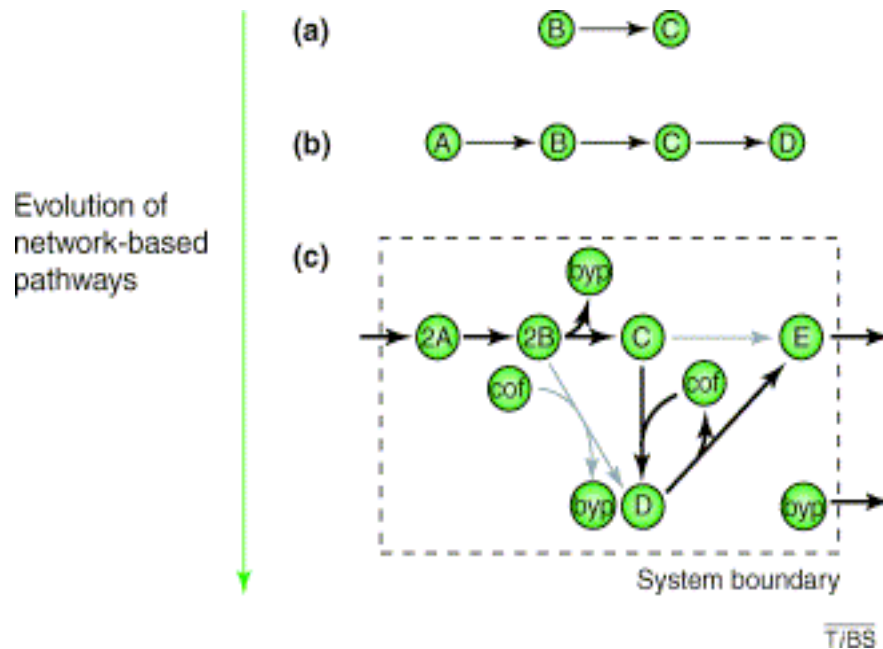 (a)
B C
(b)
A B C D
Evolution of
network-based
pathways
(c)
byp
2A 2B C E
cof cof
byp D byp
System boundary
T/BS